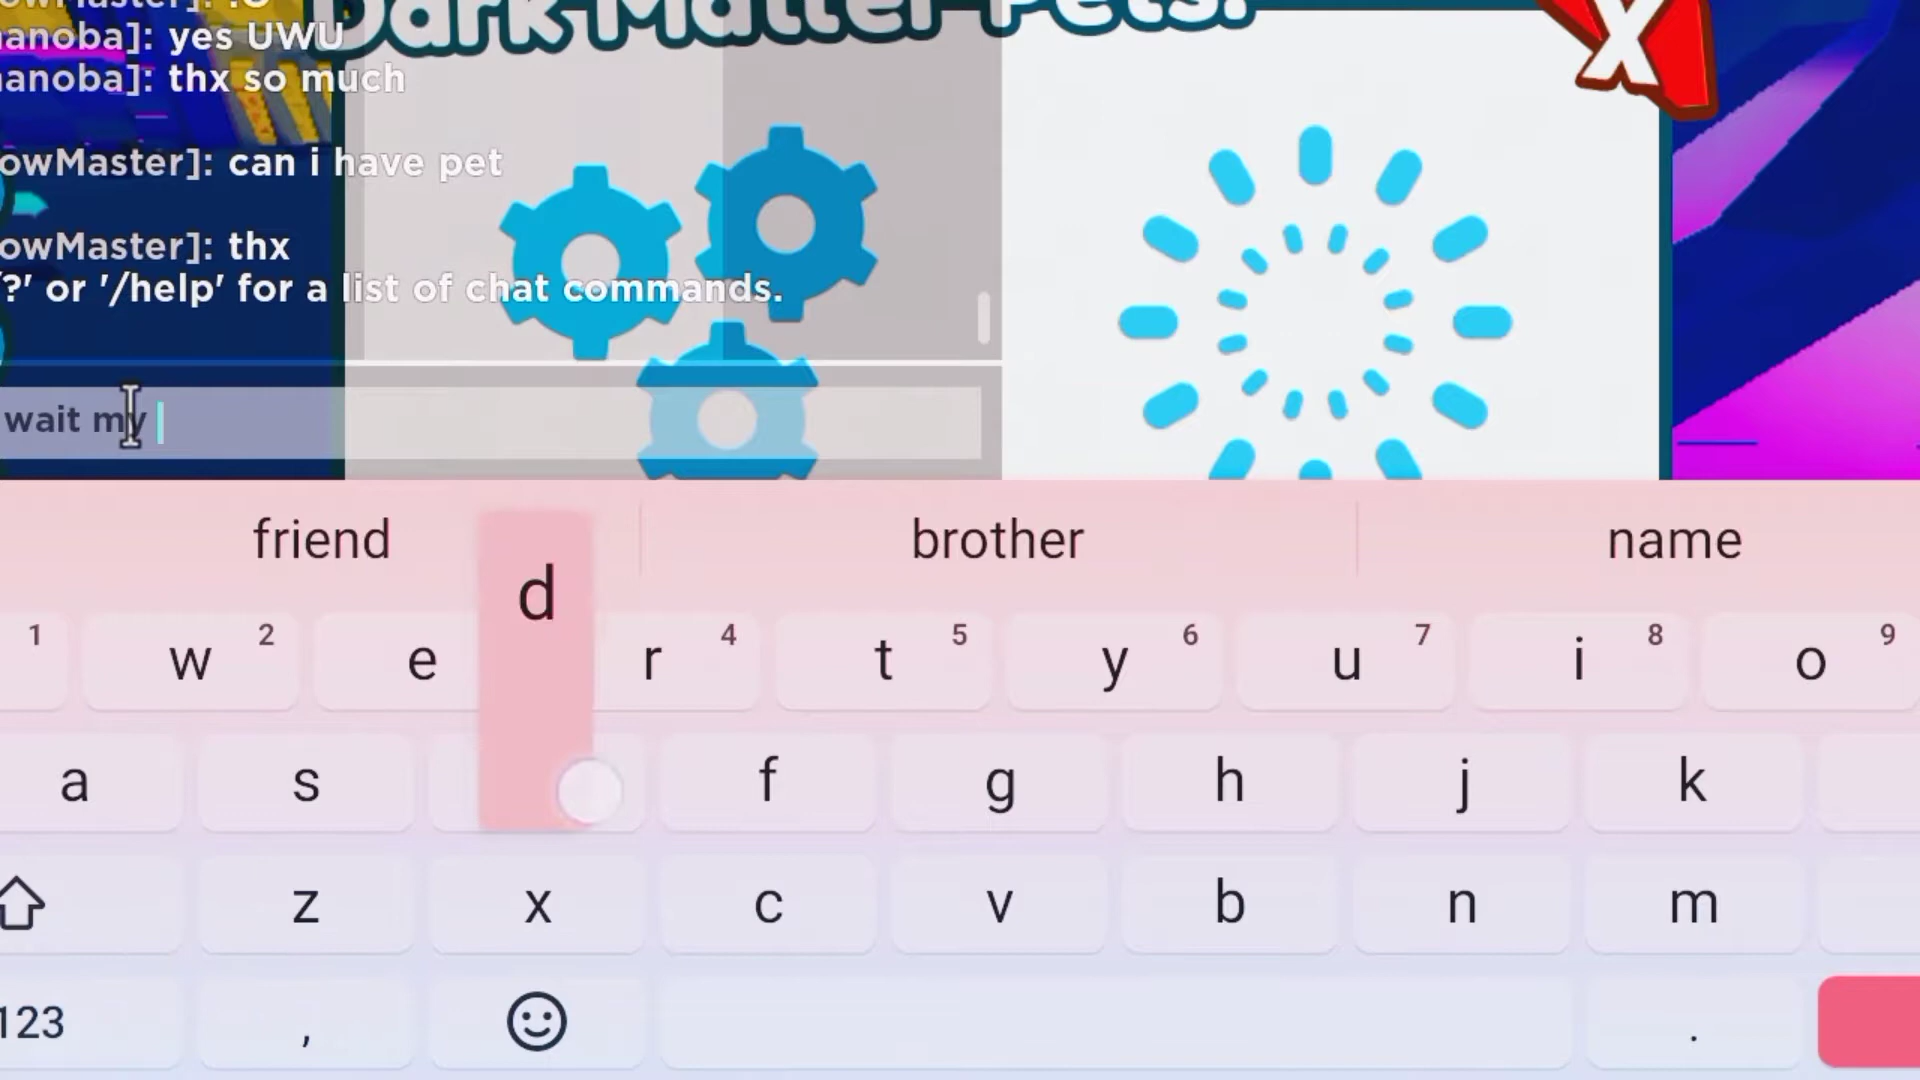 Dark Matter Pets!
X
anoba]: yes UWU
anoba]: thx so much
owMaster]: can i have pet
owMaster]: thx
?' or '/help' for a list of chat commands.
wait my
friend brother name
d
1 w 2 e r 4 t 5 y 6 u 7 i 8 o 9
a s f g h j k
z x c v b n m
123 , .